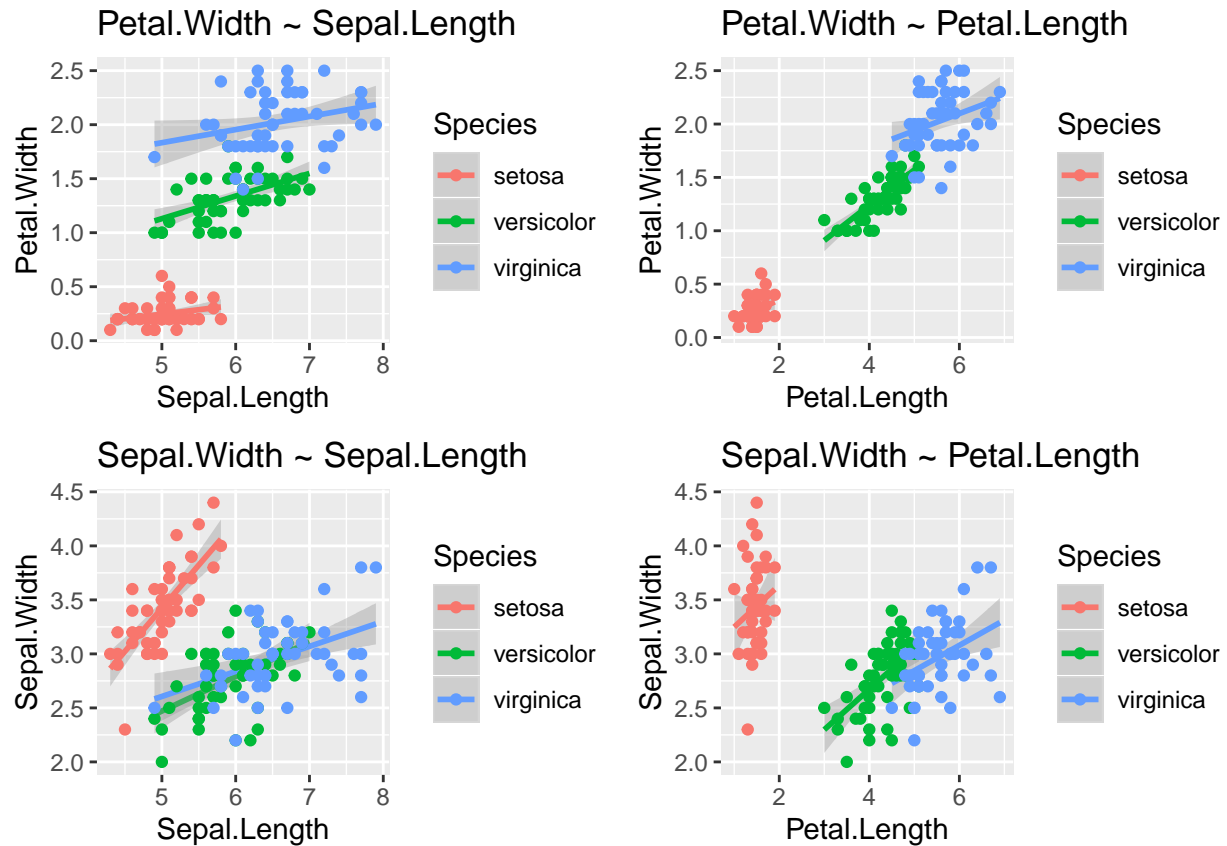 Petal.Width ~ Sepal.Length
Petal.Width
2.5
2.0
1.5
1.0
0.5
0.0
5 6 7 8
Sepal.Length
Species
setosa
versicolor
virginica
Petal.Width ~ Petal.Length
Petal.Width
2.5
2.0
1.5
1.0
0.5
0.0
2 4 6
Petal.Length
Species
setosa
versicolor
virginica
Sepal.Width ~ Sepal.Length
Sepal.Width
4.5
4.0
3.5
3.0
2.5
2.0
5 6 7 8
Sepal.Length
Species
setosa
versicolor
virginica
Sepal.Width ~ Petal.Length
Sepal.Width
4.5
4.0
3.5
3.0
2.5
2.0
2 4 6
Petal.Length
Species
setosa
versicolor
virginica